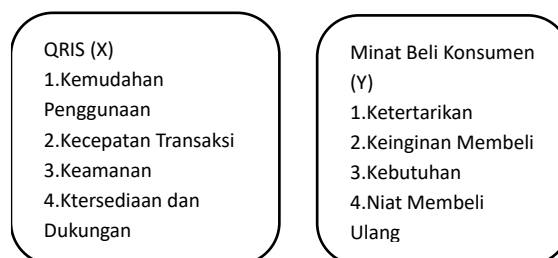 QRIS (X)
1.Kemudahan
Penggunaan
2.Kecepatan Transaksi
3.Keamanan
4.Ktersediaan dan
Dukungan
Minat Beli Konsumen
(Y)
1.Ketertarikan
2.Keinginan Membeli
3.Kebutuhan
4.Niat Membeli
Ulang